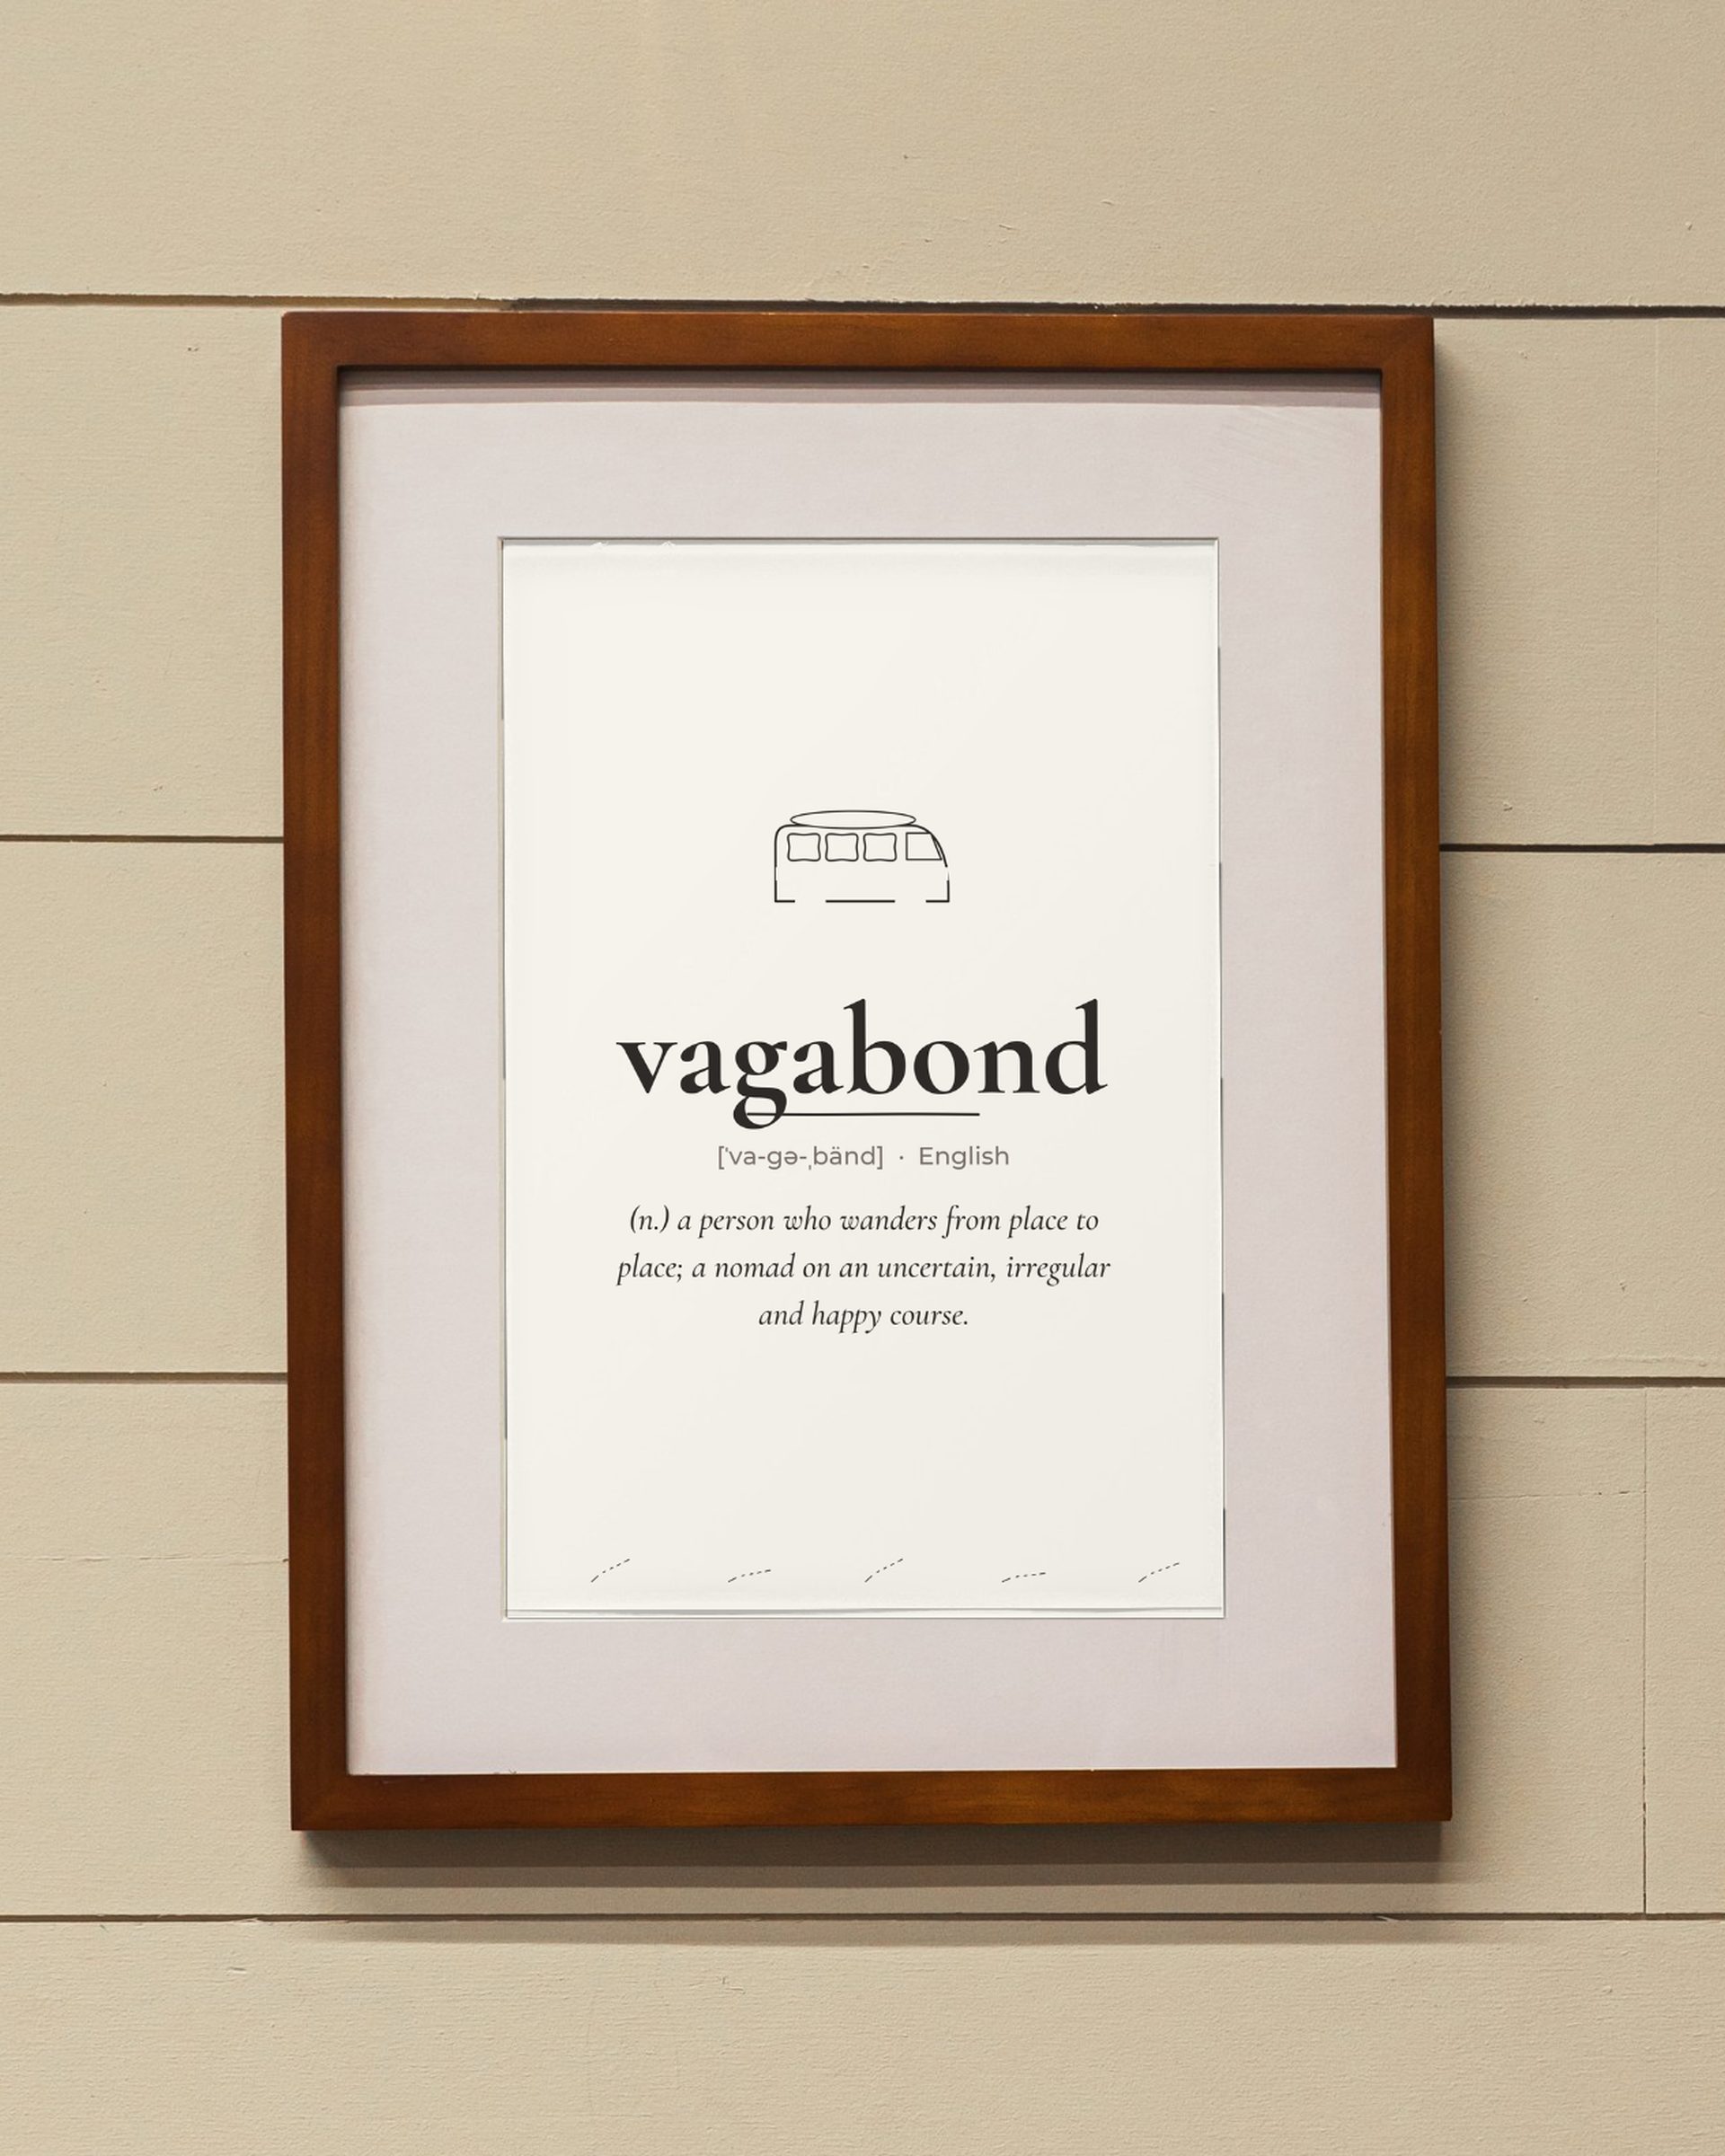 vagabond
[ˈva-gə-ˌbänd] · English
(n.) a person who wanders from place to
place; a nomad on an uncertain, irregular
and happy course.